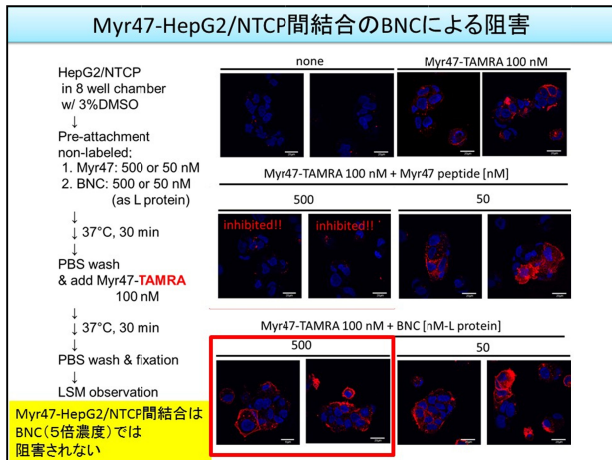 Myr47-HepG2/NTCP間結合のBNCによる阻害
HepG2/NTCP
in 8 well chamber
w/ 3%DMSO
↓
Pre-attachment
non-labeled;
1. Myr47: 500 or 50 nM
2. BNC: 500 or 50 nM
(as L protein)
↓
↓ 37°C, 30 min
↓
PBS wash
& add Myr47-TAMRA
100 nM
↓
↓ 37°C, 30 min
↓
PBS wash & fixation
↓
LSM observation
Myr47-HepG2/NTCP間結合は
BNC(5倍濃度)では
阻害されない
none
Myr47-TAMRA 100 nM
Myr47-TAMRA 100 nM + Myr47 peptide [nM]
500
50
inhibited!!
inhibited!!
Myr47-TAMRA 100 nM + BNC [nM-L protein]
500
50